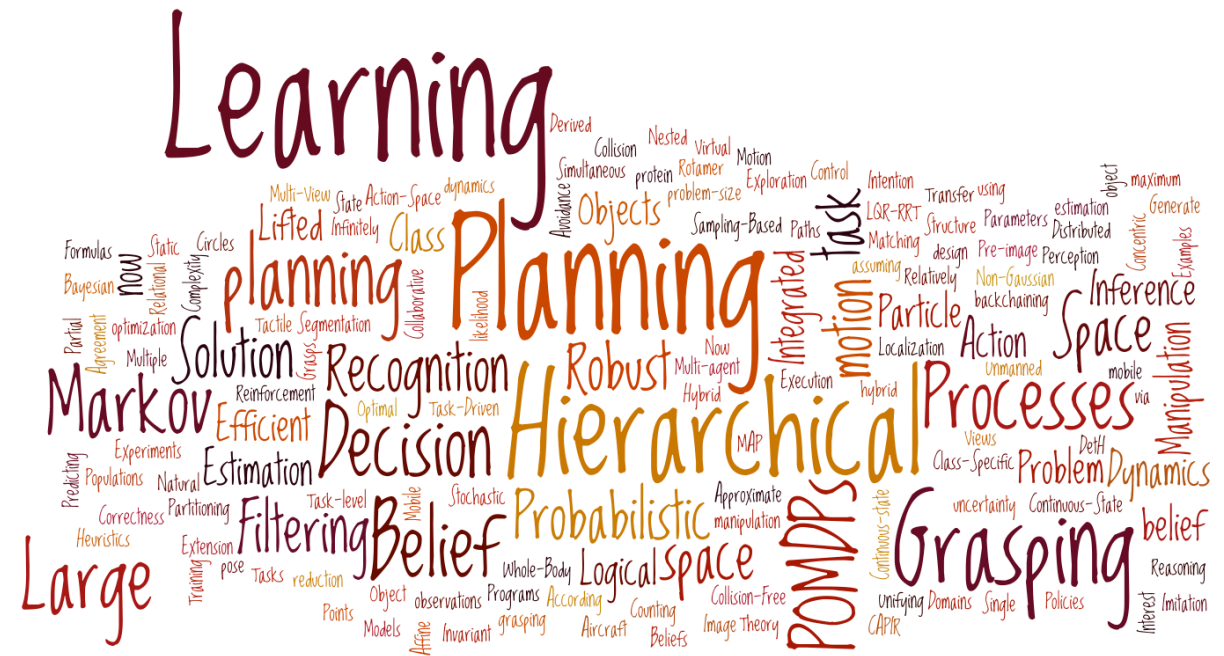 Learning
Derived
Collision
Nested
Virtual
Motion
Simultaneous
protein
Rotamer
Exploration
Control
Avoidance
problem-size
Intention
Transfer
using
object
maximum
Multi-View
State
Action-Space
dynamics
Objects
task
LQR-RRT
Structure
Parameters
estimation
Generate
Lifted
Infinitely
Class
Sampling-Based
Paths
Matching
design
Pre-image
Distributed
Perception
Concentric
Examples
Formulas
Static
Circles
now
Relational
Complexity
planning
Planning
Collaborative
likelihood
Integrated
assuming
Relatively
Non-Gaussian
backchaining
Inference
Bayesian
Partial
Agreement
optimization
Multiple
Solution
Tactile
Segmentation
Grasps
Recognition
Robust
Now
Multi-agent
Hybrid
Execution
motion
hybrid
Particle
Localization
Action
Space
Unmanned
mobile
via
Manipulation
Markov
Reinforcement
Efficient
Optimal
Task-Driven
Decision
Hierarchical
MAP
Processes
Views
DetH
Class-Specific
Problem
Dynamics
Experiments
Predicting
Populations
Natural
Estimation
Partitioning
Correctness
Heuristics
Filtering
Task-level
Mobile
Stochastic
Belief
Probabilistic
Approximate
manipulation
POMDPs
Continuous-state
Grasping
uncertainty
Continuous-State
belief
Large
Extension
pose
Training
Tasks
reduction
Whole-Body
Logical
space
Reasoning
Points
Object
observations
Programs
According
Counting
Collision-Free
unifying
Domains
Single
Policies
Interest
Imitation
Models
Affine
Invariant
grasping
Aircraft
Beliefs
Image
Theory
CAPIR